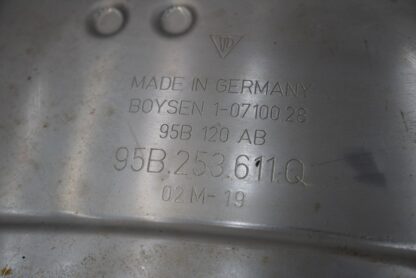 MADE IN GERMANY
BOYSEN 1-07100.28
95B 120 AB
95B.253.611.Q
02 M- 19